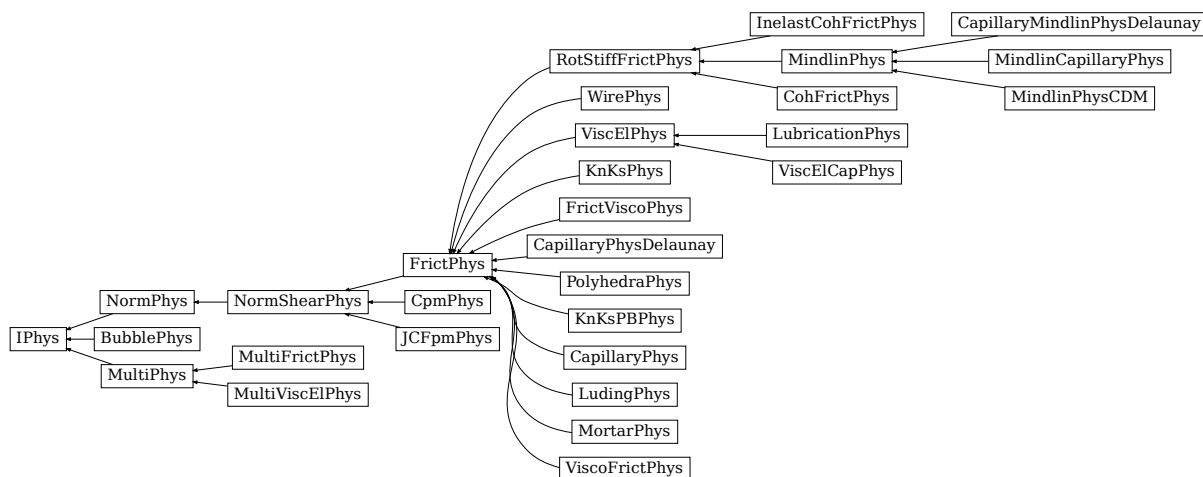 InelastCohFrictPhys
CapillaryMindlinPhysDelaunay
RotStiffFrictPhys
MindlinPhys
MindlinCapillaryPhys
WirePhys
CohFrictPhys
MindlinPhysCDM
ViscElPhys
LubricationPhys
KnKsPhys
ViscElCapPhys
FrictViscoPhys
CapillaryPhysDelaunay
FrictPhys
PolyhedraPhys
NormPhys
NormShearPhys
CpmPhys
KnKsPBPhys
IPhys
BubblePhys
JCFpmPhys
MultiFrictPhys
CapillaryPhys
MultiPhys
MultiViscElPhys
LudingPhys
MortarPhys
ViscoFrictPhys